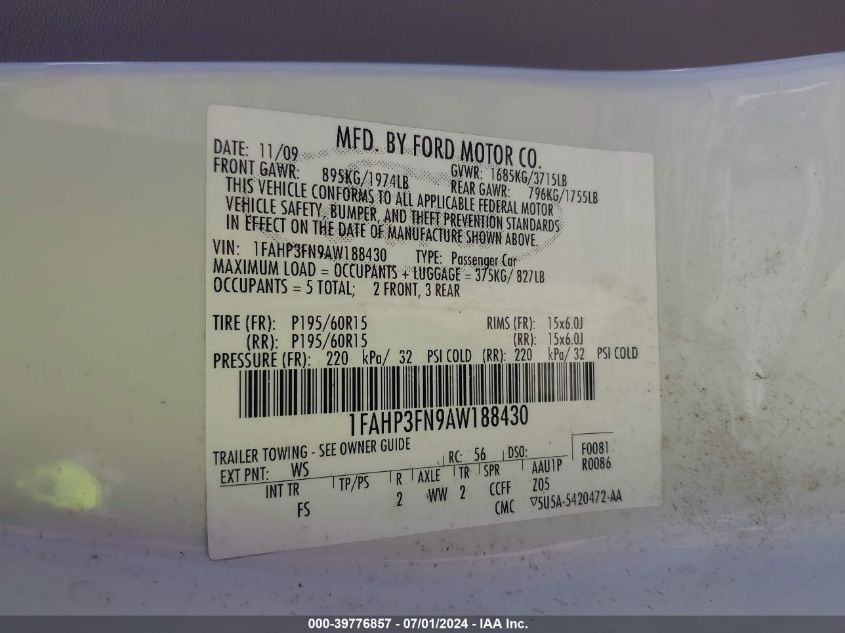 MFD. BY FORD MOTOR CO.
DATE: 11/09 GVWR: 1685KG/3715LB
FRONT GAWR: 895KG/1974LB REAR GAWR: 796KG/1755LB
THIS VEHICLE CONFORMS TO ALL APPLICABLE FEDERAL MOTOR
VEHICLE SAFETY, BUMPER, AND THEFT PREVENTION STANDARDS
IN EFFECT ON THE DATE OF MANUFACTURE SHOWN ABOVE.
VIN: 1FAHP3FN9AW188430 TYPE: Passenger Car
MAXIMUM LOAD = OCCUPANTS + LUGGAGE = 375KG/ 827LB
OCCUPANTS = 5 TOTAL; 2 FRONT, 3 REAR
TIRE (FR): P195/60R15 RIMS (FR): 15x6.0J
(RR): P195/60R15 (RR): 15x6.0J
PRESSURE (FR): 220 kPa/ 32 PSI COLD (RR): 220 kPa/ 32 PSI COLD
1FAHP3FN9AW188430
TRAILER TOWING - SEE OWNER GUIDE
EXT PNT: WS RC: 56 DSO: F0081
R0086
INT TR TP/PS R AXLE TR SPR AAU1P
FS 2 WW 2 CCFF Z05
CMC ▽5U5A-5420472-AA
000-39776857 / 07/01/2024 - IAA Inc.